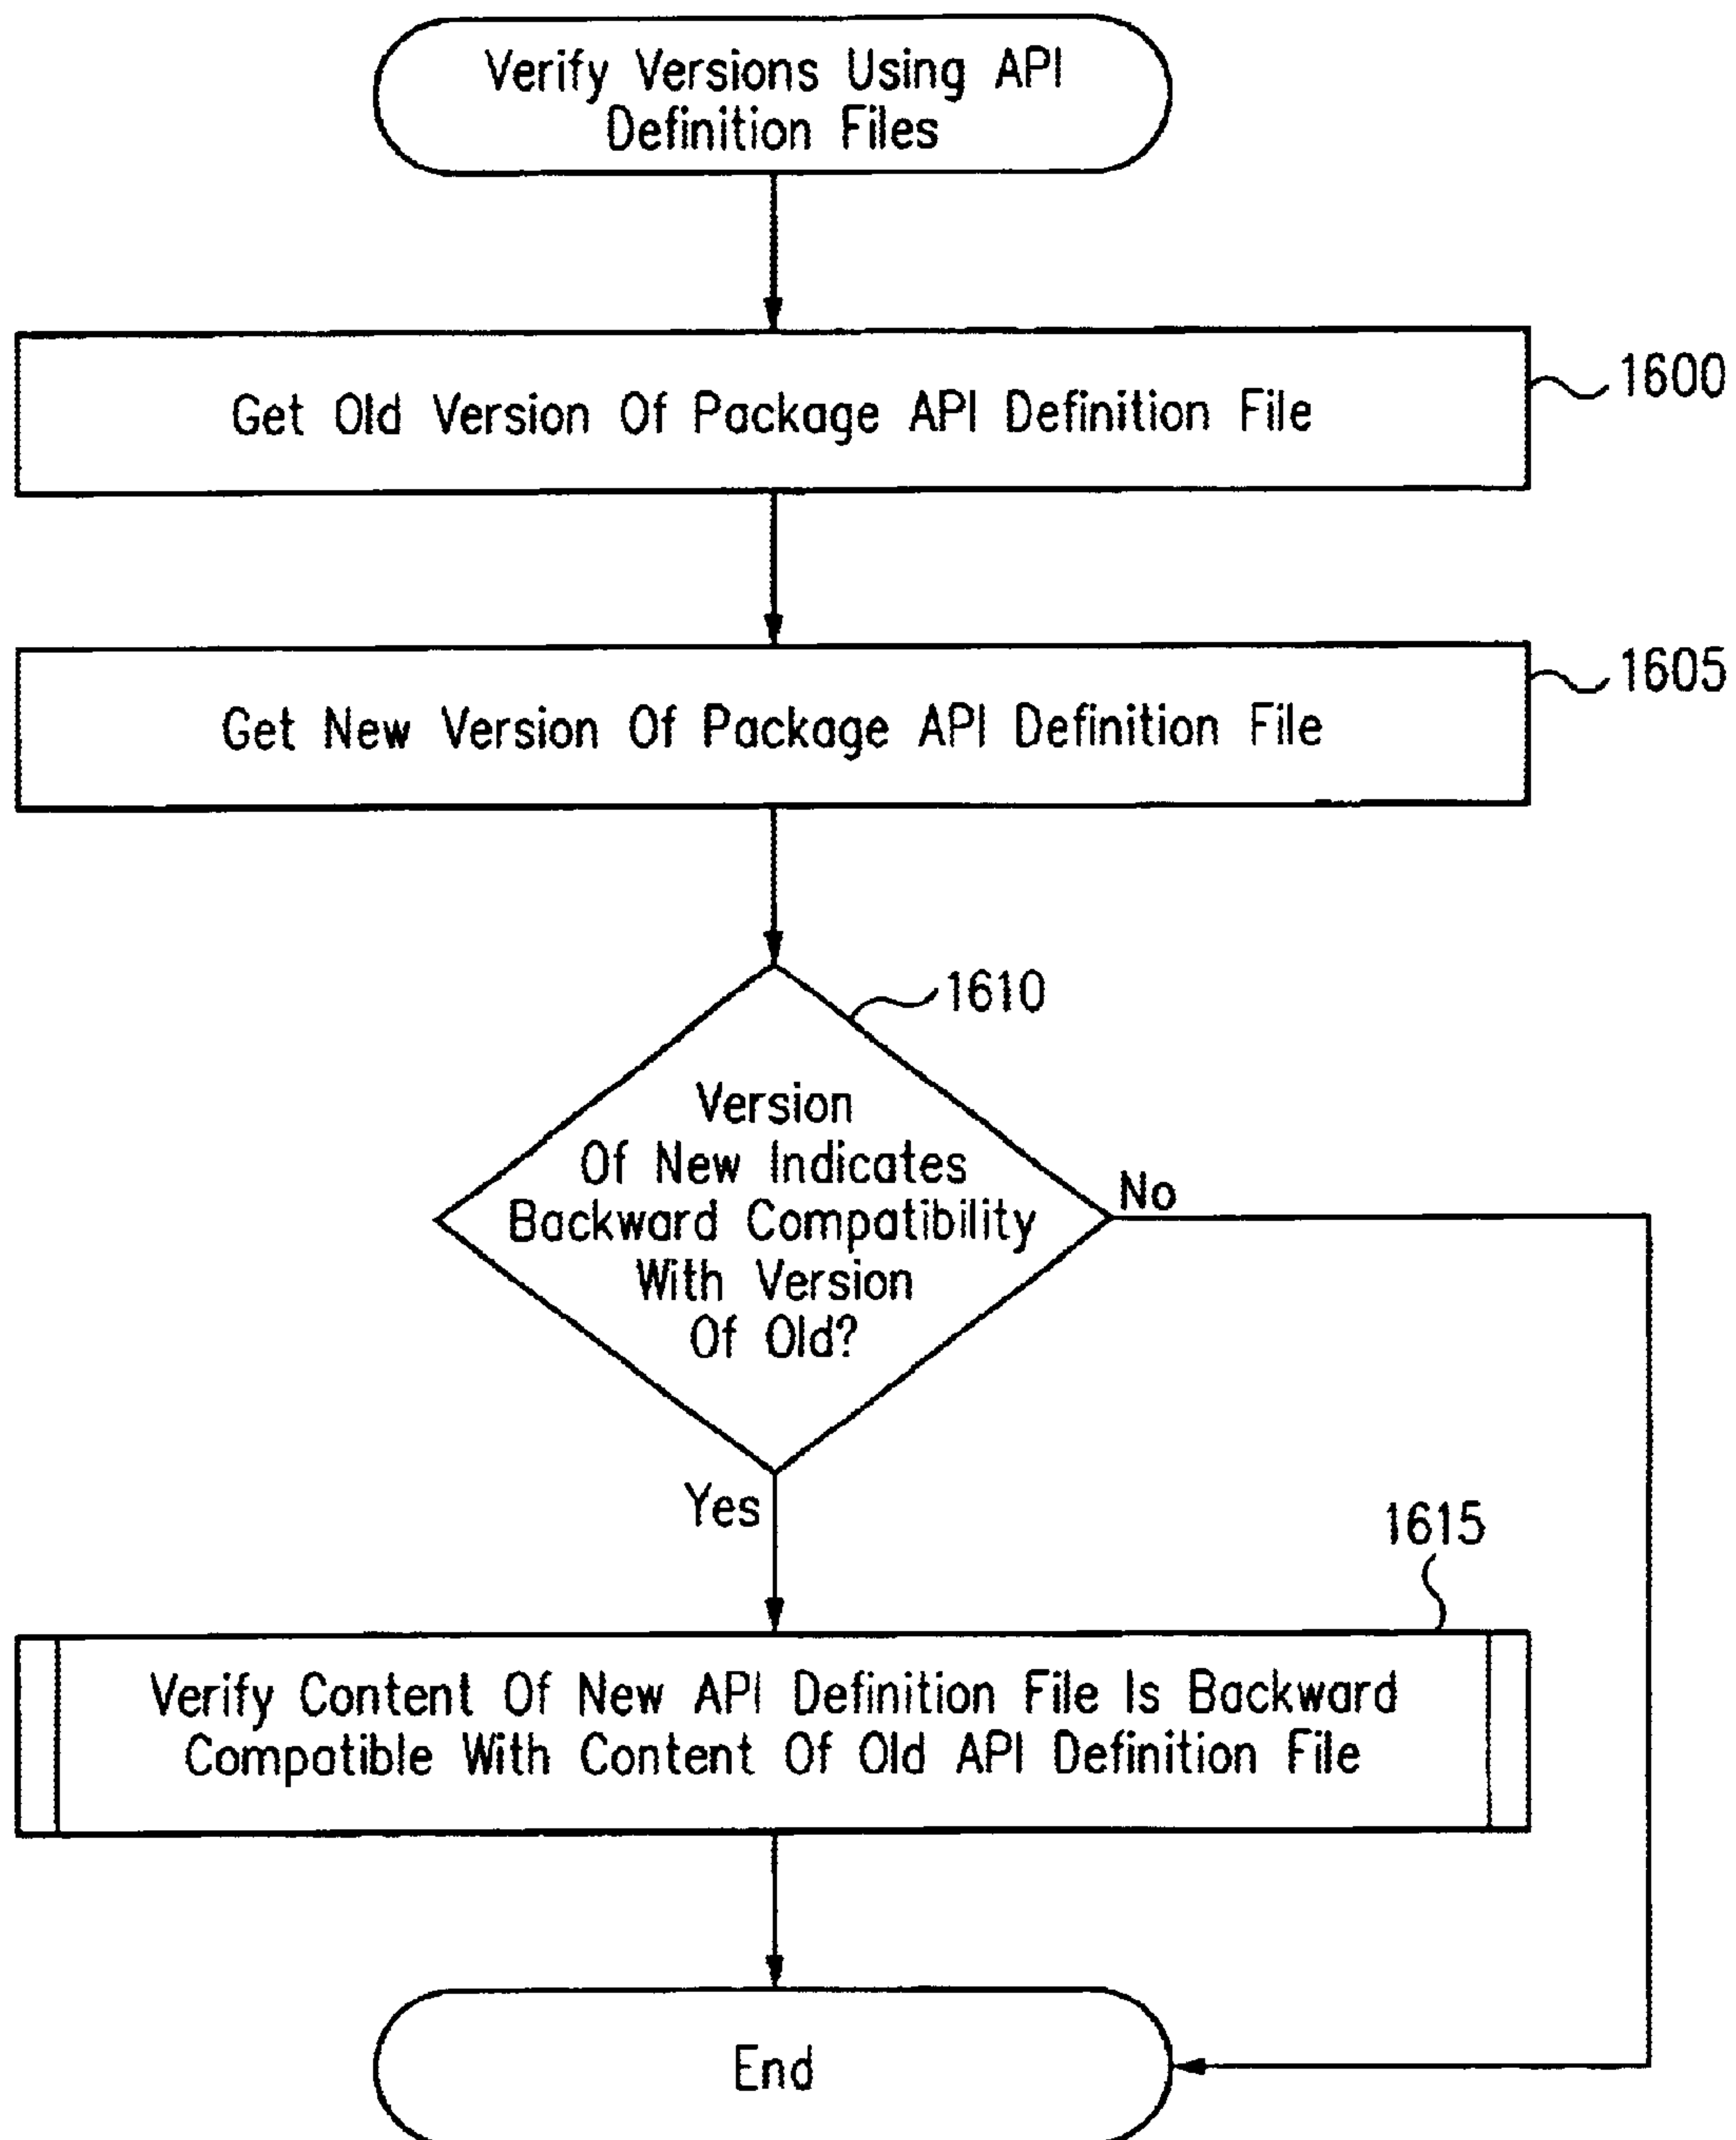 Verify Versions Using API
Definition Files
Get Old Version Of Package API Definition File
1600
Get New Version Of Package API Definition File
1605
1610
Version
Of New Indicates
Backward Compatibility
With Version
Of Old?
No
Yes
1615
Verify Content Of New API Definition File Is Backward
Compatible With Content Of Old API Definition File
End